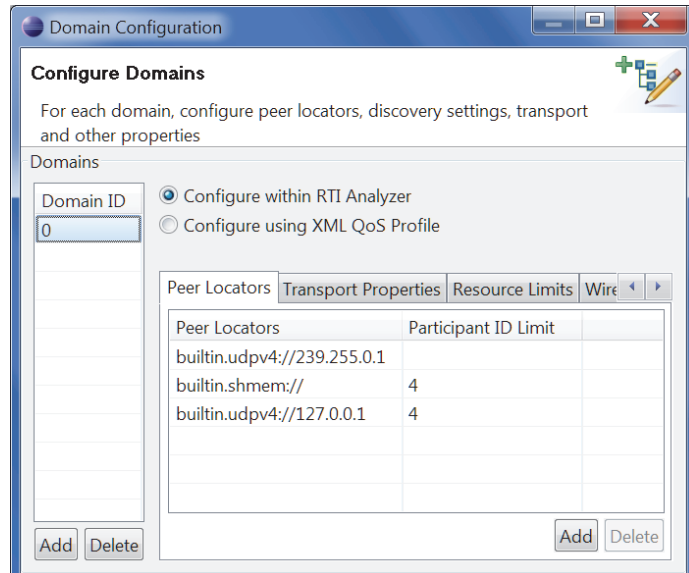 Domain Configuration
Configure Domains
For each domain, configure peer locators, discovery settings, transport
and other properties
Domains
Domain ID
0
Configure within RTI Analyzer
Configure using XML QoS Profile
Peer Locators Transport Properties Resource Limits Wire
Peer Locators Participant ID Limit
builtin.udpv4://239.255.0.1
builtin.shmem:// 4
builtin.udpv4://127.0.0.1 4
Add Delete
Add Delete